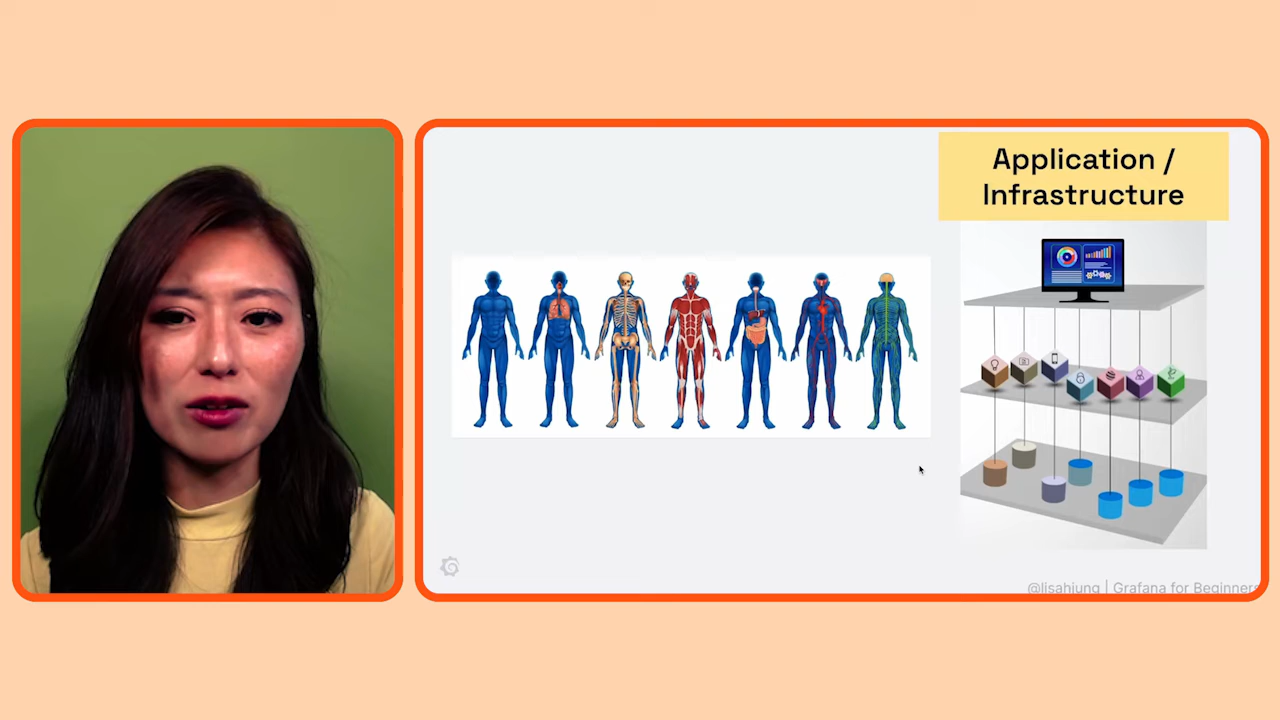 Application /
Infrastructure
@lisahjung | Grafana for Beginners